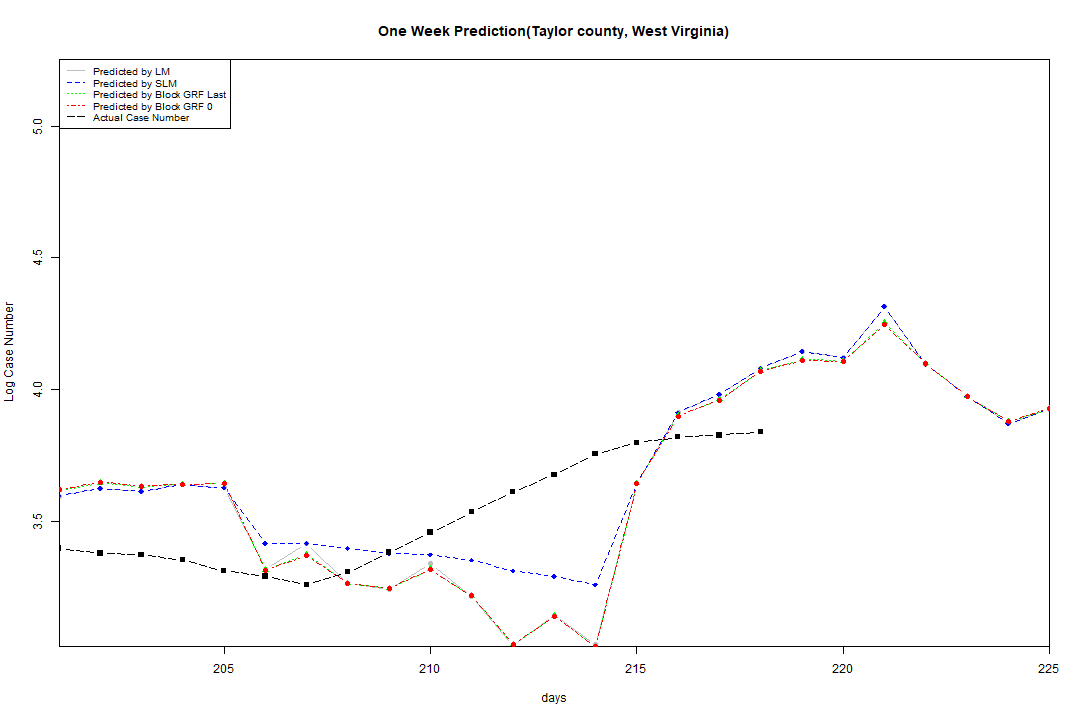 One Week Prediction(Taylor county, West Virginia)
Predicted by LM
Predicted by SLM
Predicted by Block GRF Last
Predicted by Block GRF 0
Actual Case Number
5.0
4.5
4.0
3.5
Log Case Number
205 210 215 220 225
days